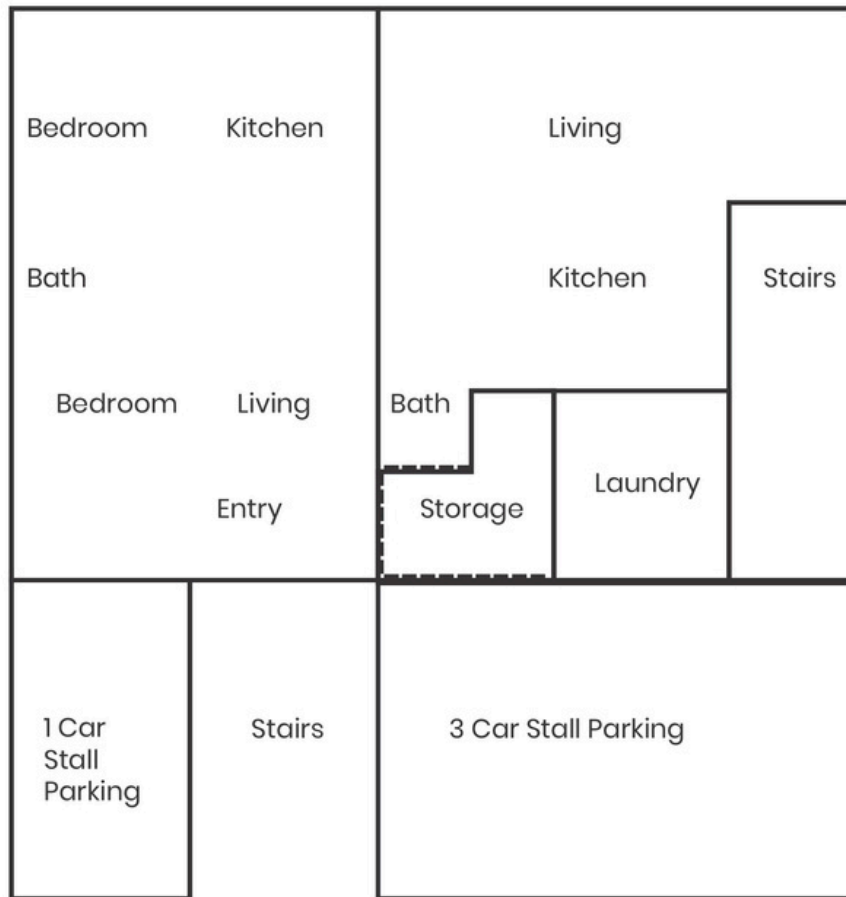 Bedroom Kitchen Living
Bath Kitchen Stairs
Bedroom Living Bath
Laundry
Entry Storage
1 Car
Stall
Parking
Stairs
3 Car Stall Parking